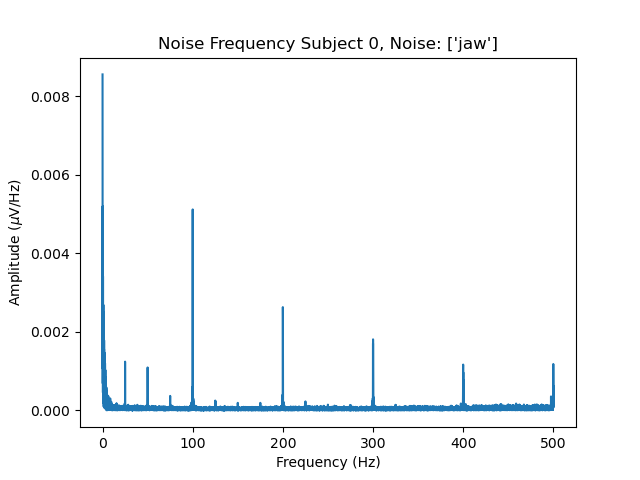 Noise Frequency Subject 0, Noise: ['jaw']
Amplitude (μV/Hz)
0.008
0.006
0.004
0.002
0.000
0 100 200 300 400 500
Frequency (Hz)